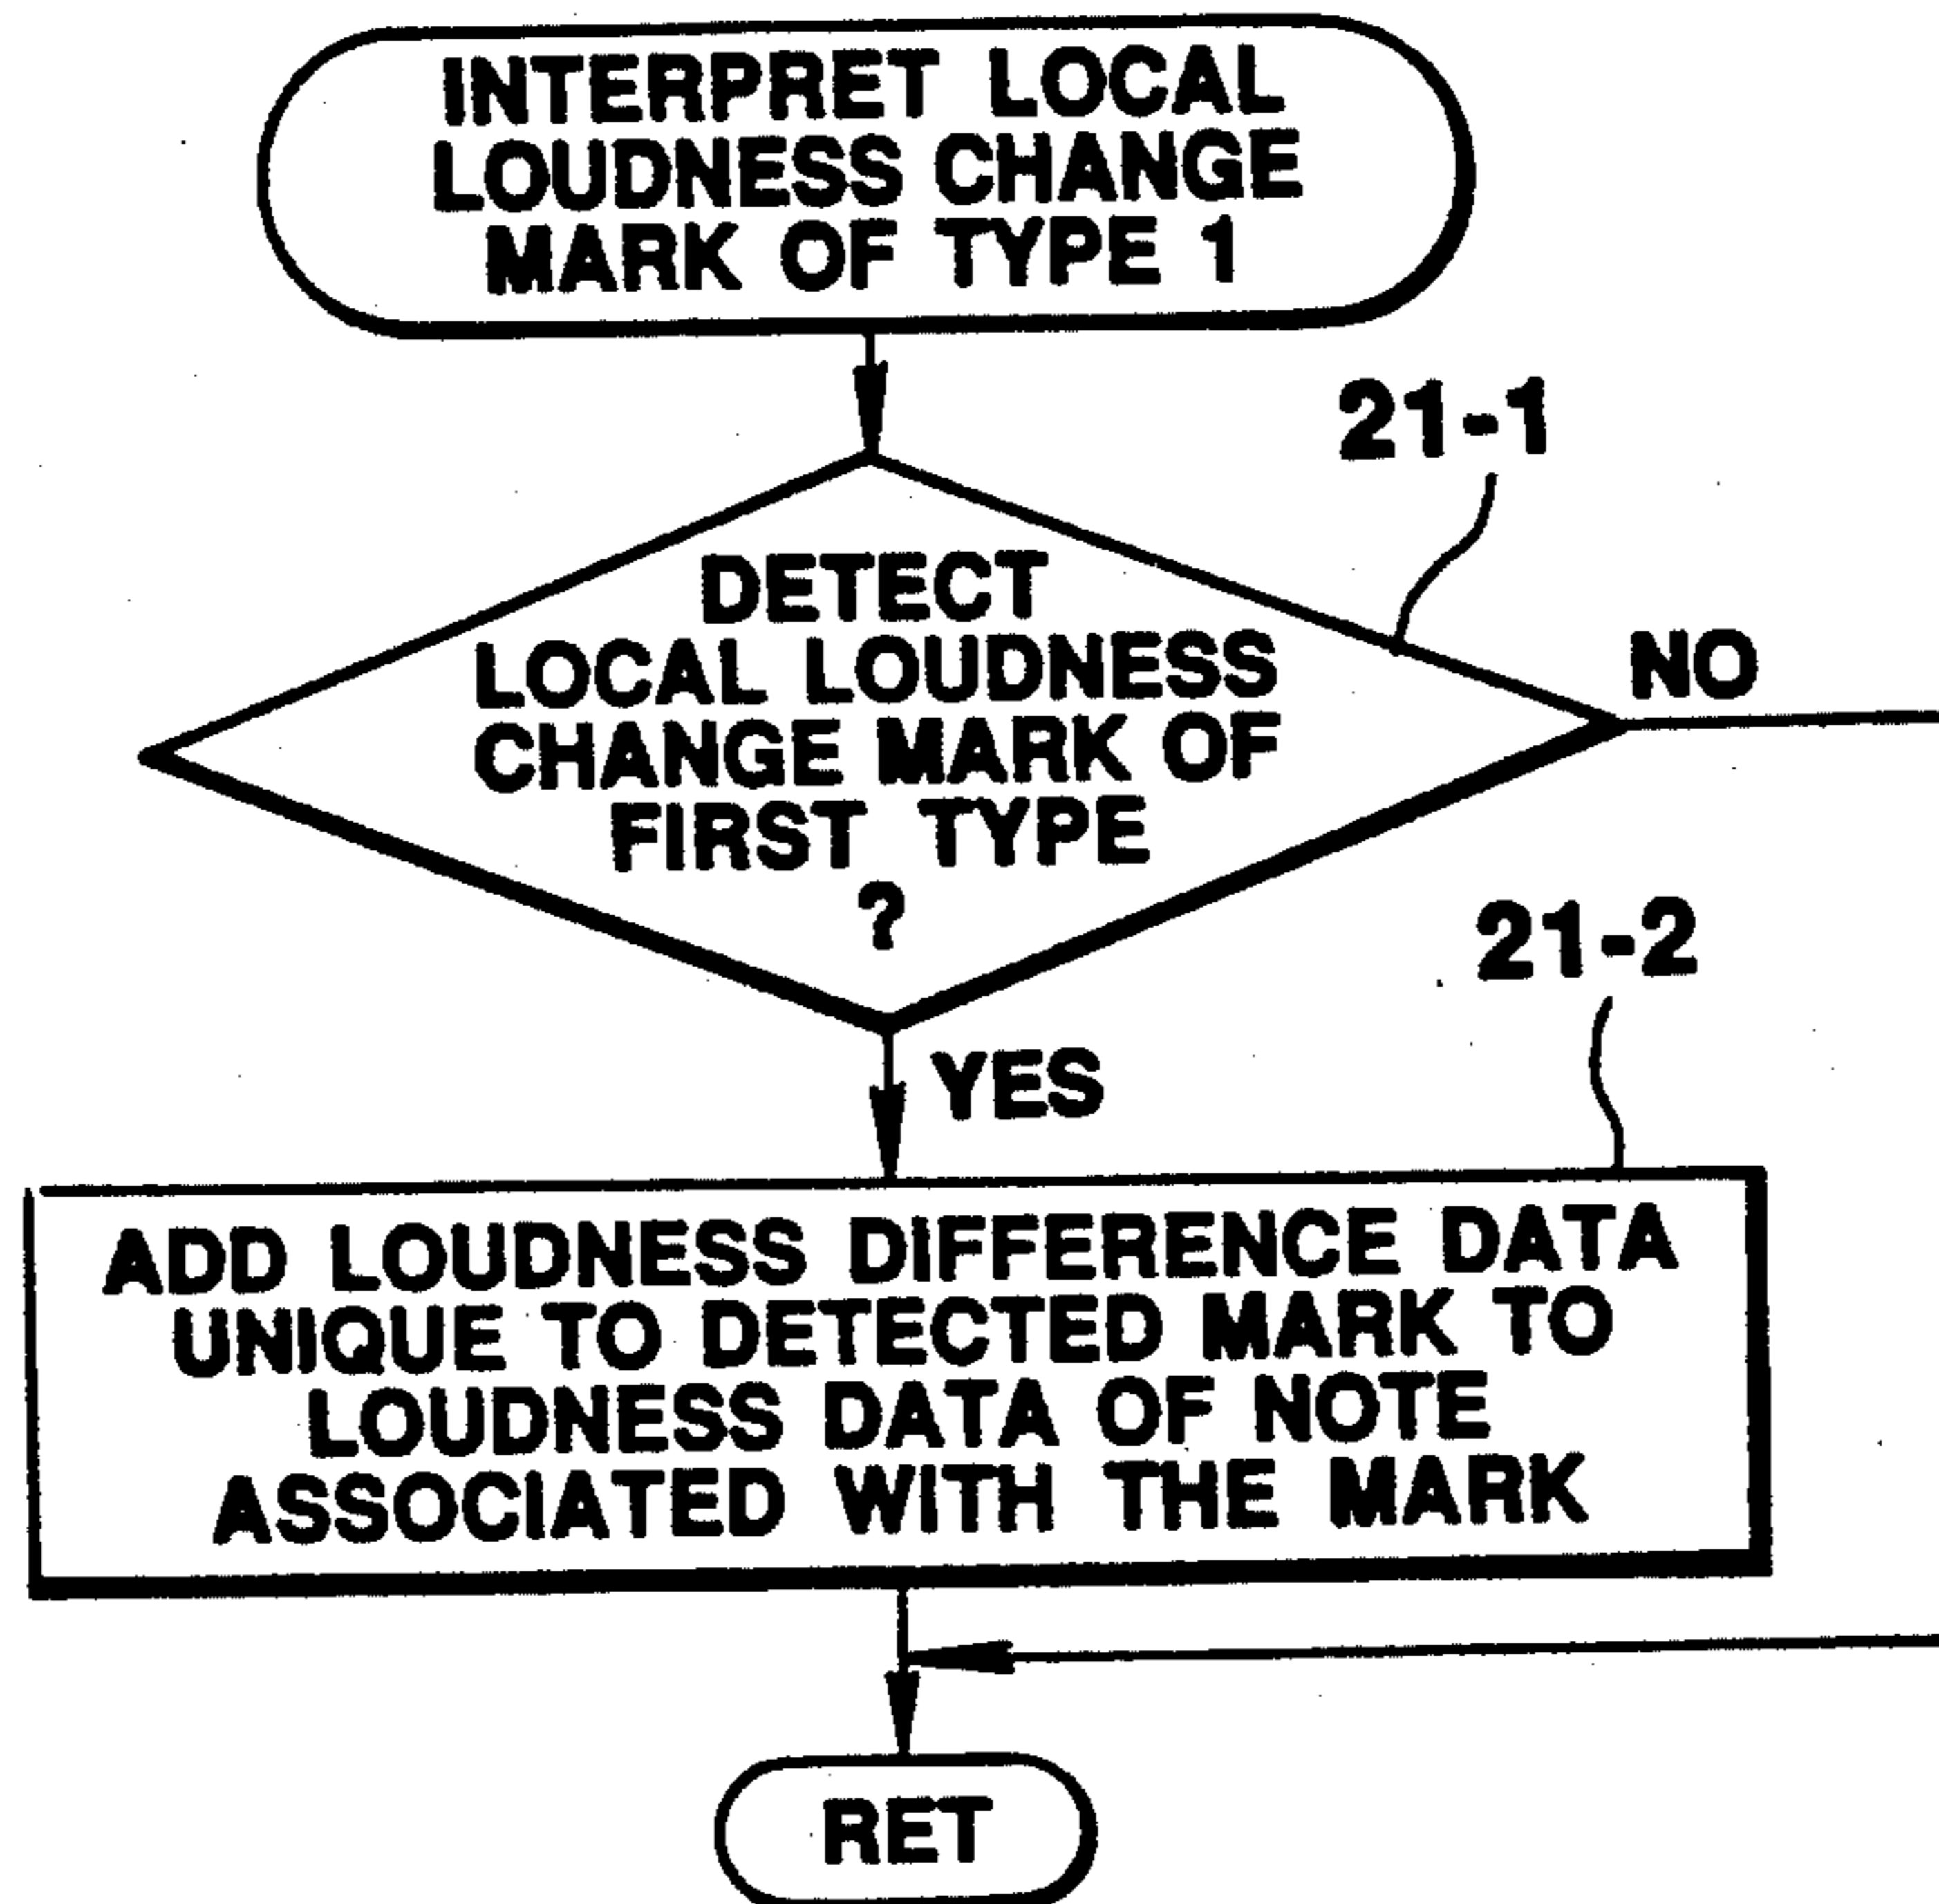 INTERPRET LOCAL
LOUDNESS CHANGE
MARK OF TYPE 1
21-1
DETECT
LOCAL LOUDNESS
CHANGE MARK OF
FIRST TYPE
?
NO
21-2
YES
ADD LOUDNESS DIFFERENCE DATA
UNIQUE TO DETECTED MARK TO
LOUDNESS DATA OF NOTE
ASSOCIATED WITH THE MARK
RET